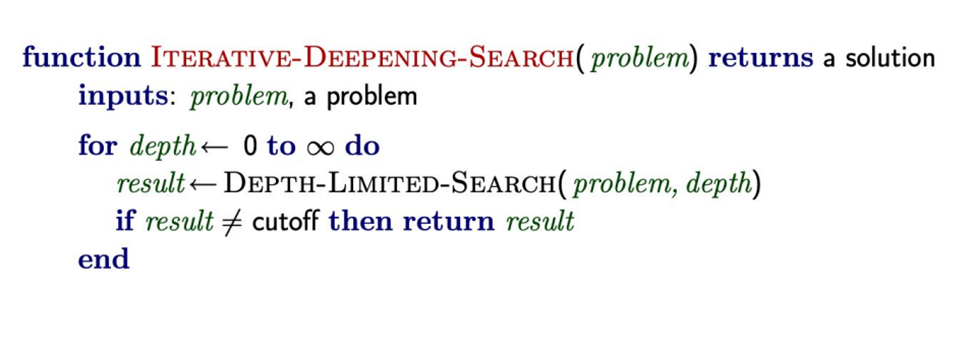 function ITERATIVE-DEEPENING-SEARCH( problem) returns a solution
inputs: problem, a problem
for depth ← 0 to ∞ do
result ← DEPTH-LIMITED-SEARCH( problem, depth)
if result ≠ cutoff then return result
end